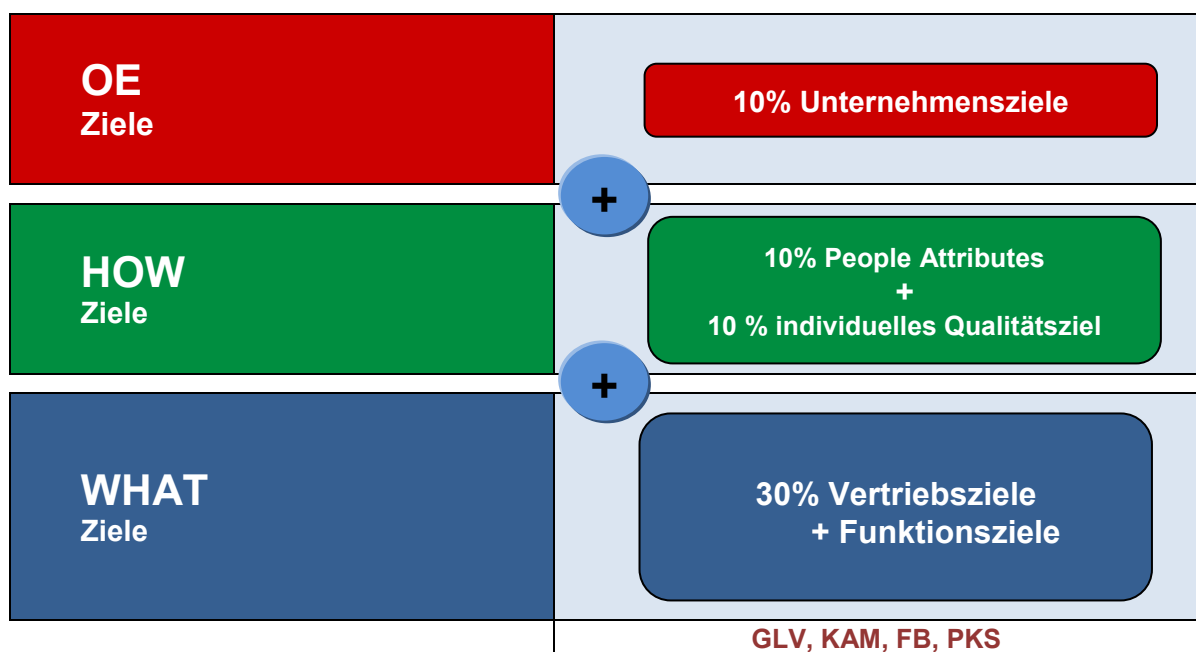 OE
Ziele
10% Unternehmensziele
+
HOW
Ziele
10% People Attributes
+
10 % individuelles Qualitätsziel
+
WHAT
Ziele
30% Vertriebsziele
+ Funktionsziele
GLV, KAM, FB, PKS